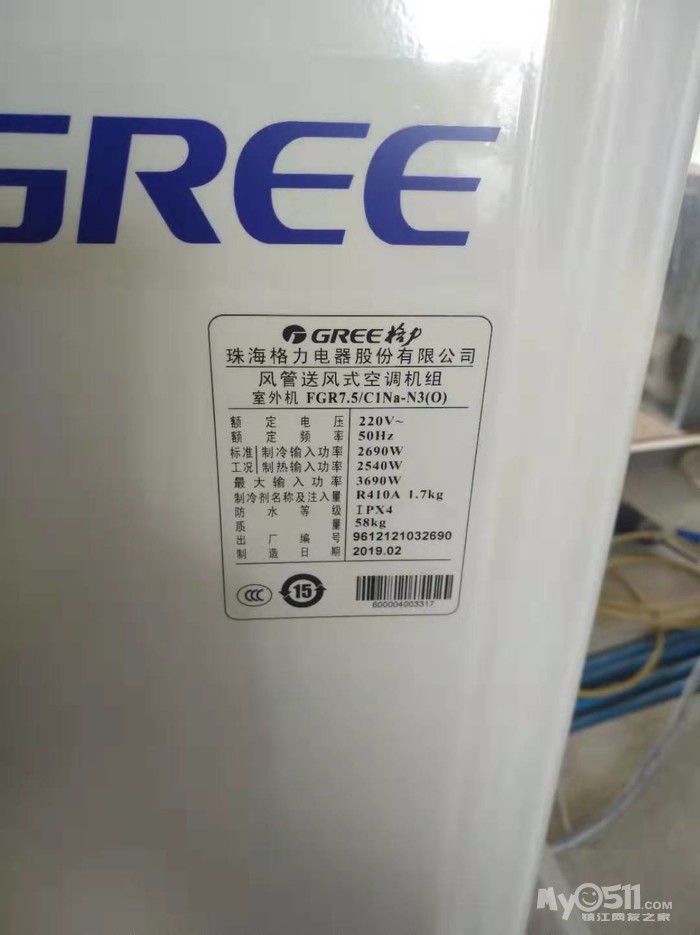 GREE
GREE 格力
珠海格力电器股份有限公司
风管送风式空调机组
室外机 FGR7.5/C1Na-N3(O)
额定电压 220V~
额定频率 50Hz
标准 制冷输入功率 2690W
工况 制热输入功率 2540W
最大输入功率 3690W
制冷剂名称及注入量 R410A 1.7kg
防水等级 IPX4
质量 58kg
出厂编号 9612121032690
制造日期 2019.02
CCC 15
600004003317
My0511.com
镇江网友之家